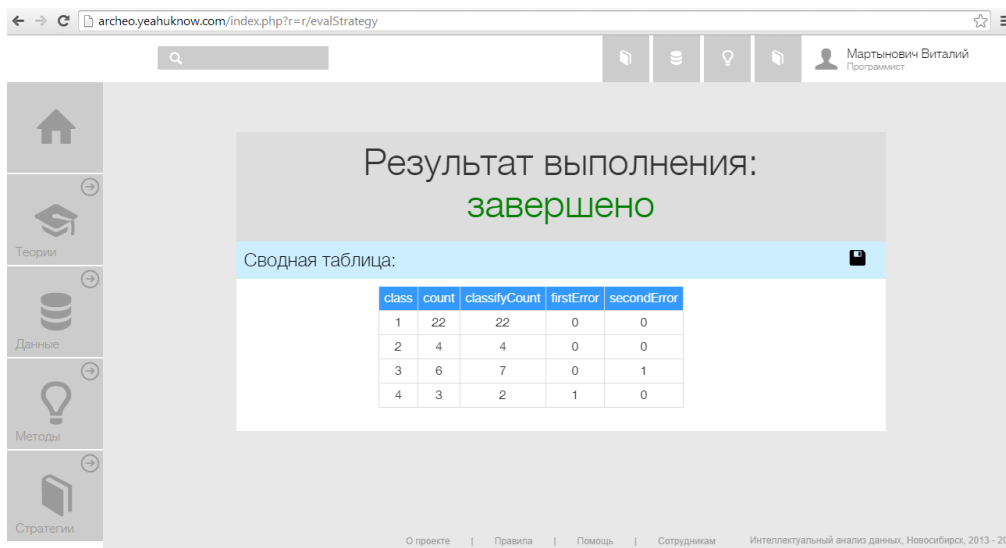 archeo.yeahuknow.com/index.php?r=r/evalStrategy
Мартынович Виталий
Программист
Теории
Данные
Методы
Стратегии
Результат выполнения:
завершено
Сводная таблица:
class count classifyCount firstError secondError
1 22 22 0 0
2 4 4 0 0
3 6 7 0 1
4 3 2 1 0
О проекте | Правила | Помощь | Сотрудникам Интеллектуальный анализ данных, Новосибирск, 2013 - 20